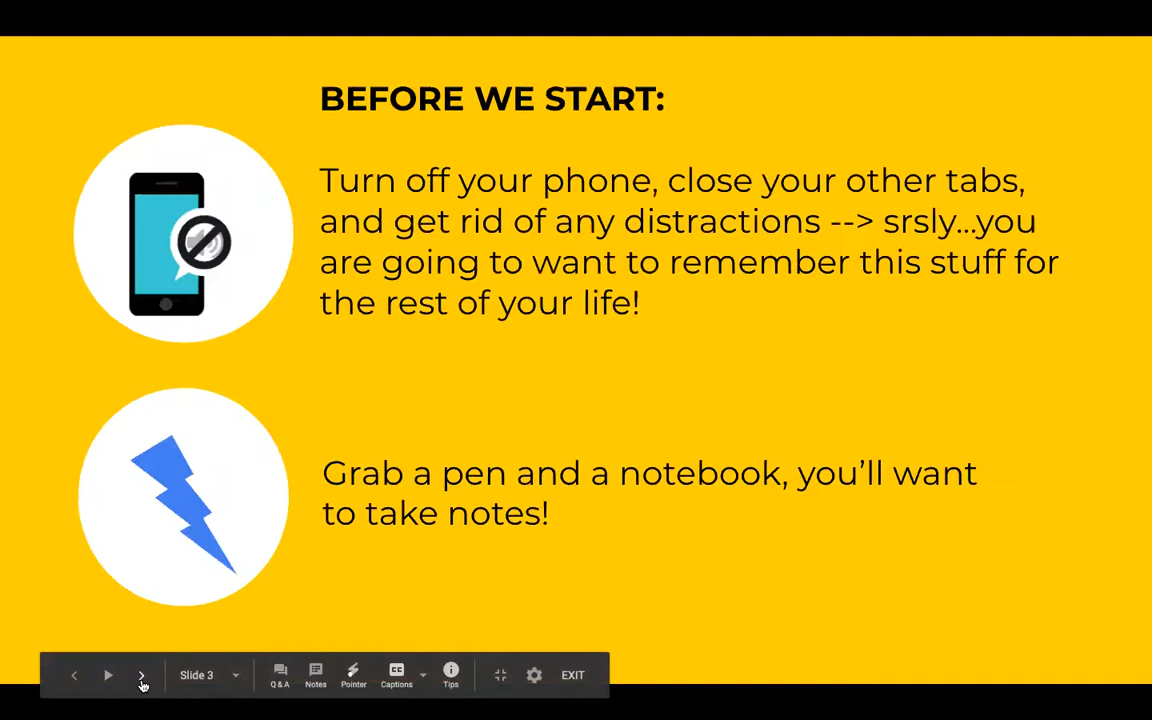 BEFORE WE START:
Turn off your phone, close your other tabs,
and get rid of any distractions --> srsly...you
are going to want to remember this stuff for
the rest of your life!
Grab a pen and a notebook, you’ll want
to take notes!
Slide 3
Q & A
Notes
Pointer
CC
Captions
Tips
EXIT